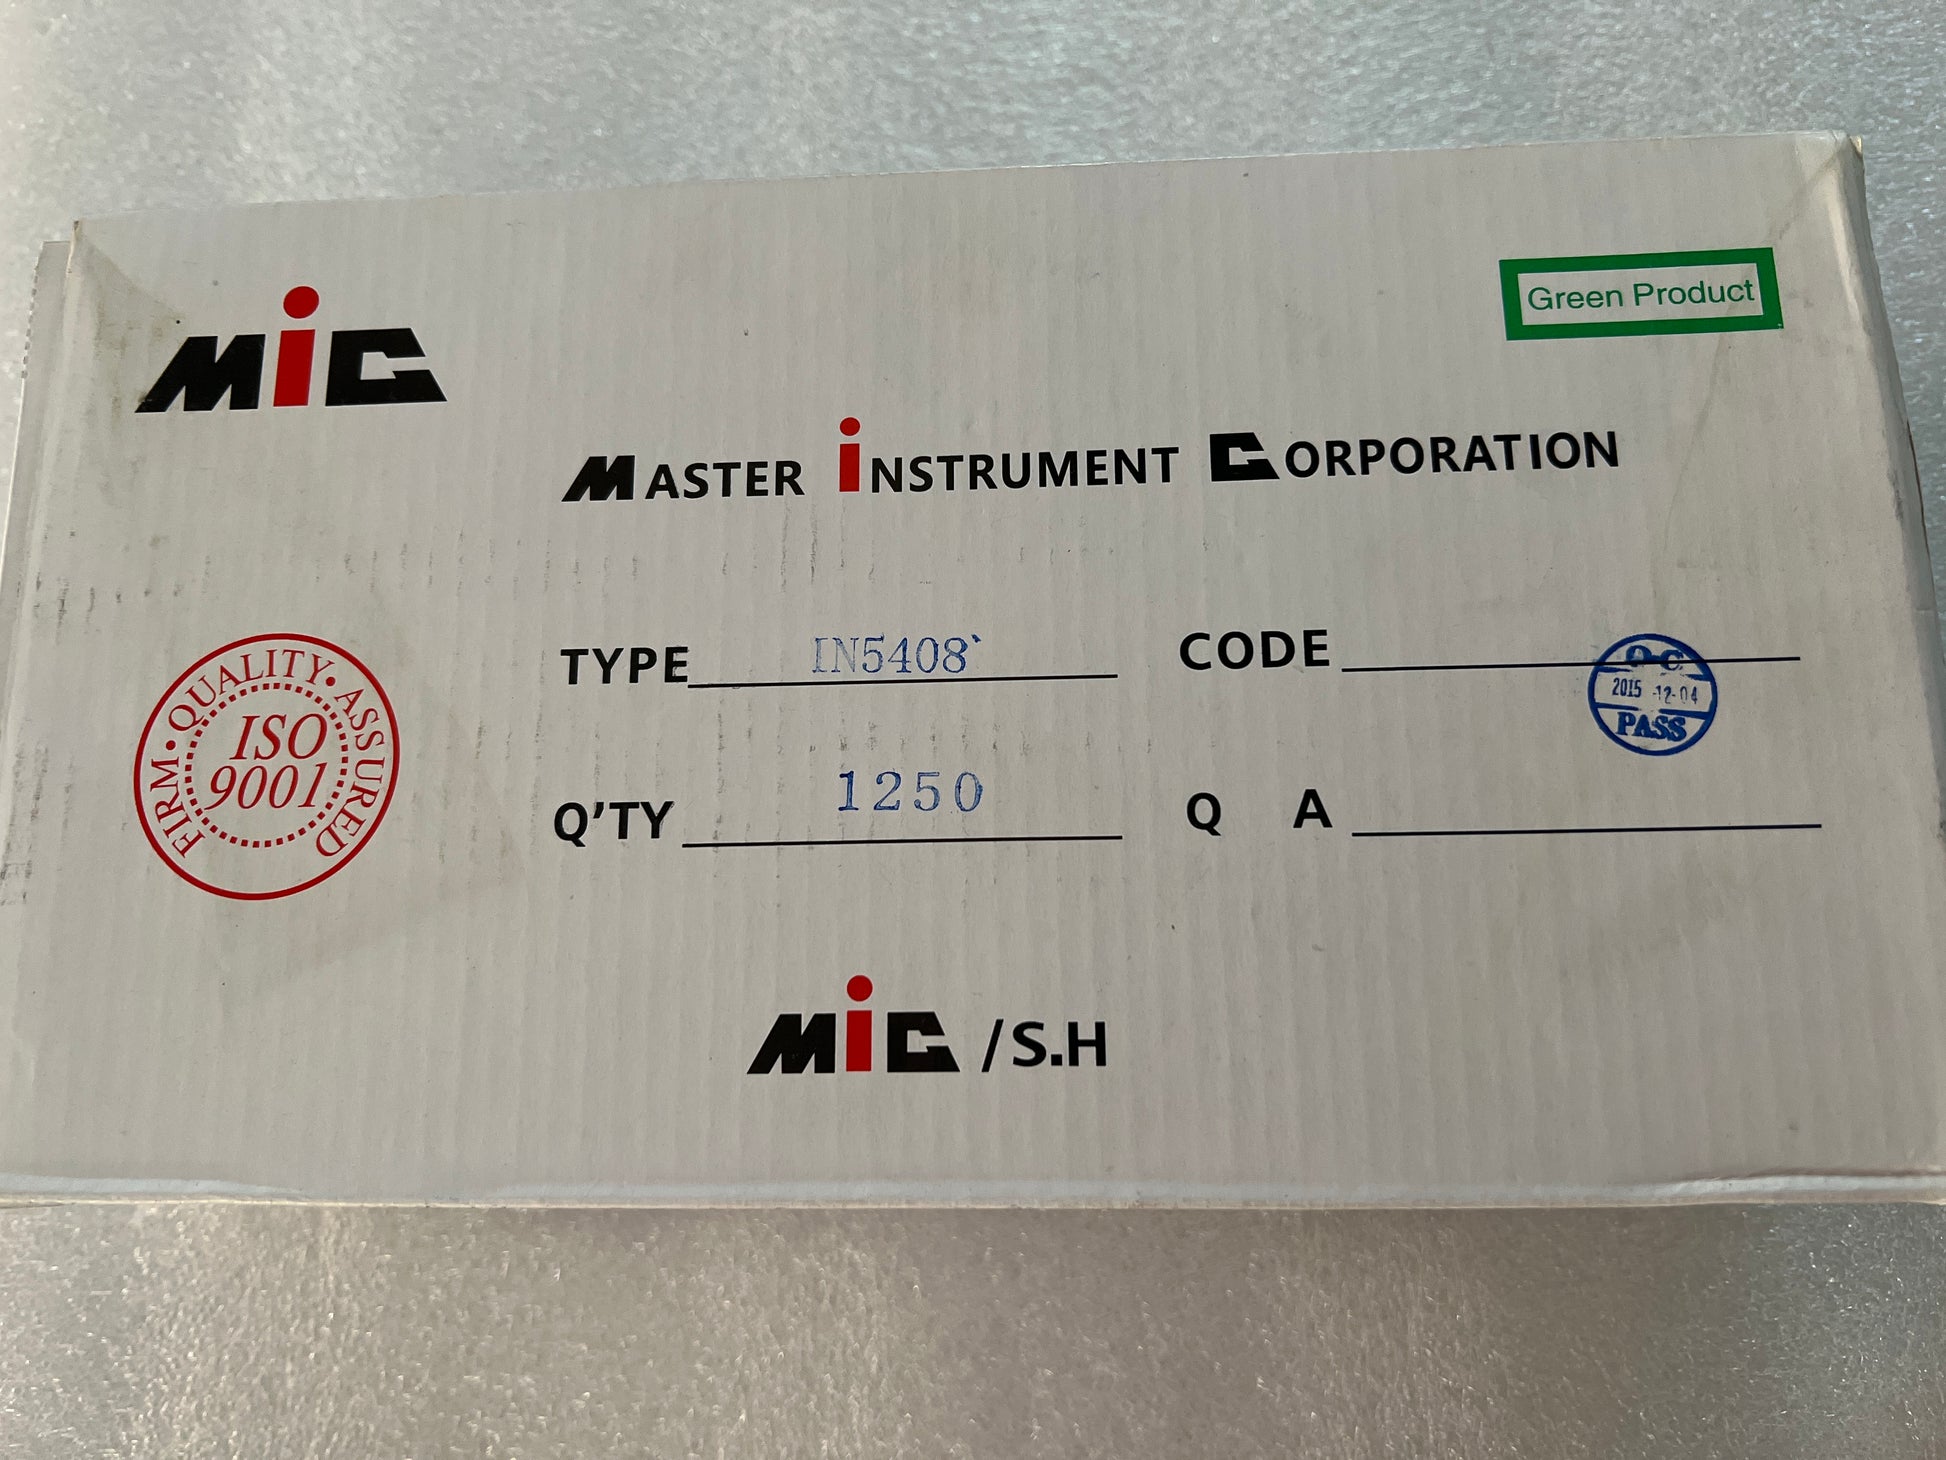 MiC
Green Product
MASTER iNSTRUMENT CORPORATION
FIRM • QUALITY • ASSURED
ISO
9001
TYPE IN5408`
CODE
Q.C
2015-12-04
PASS
Q'TY 1250
Q A
MiC /S.H